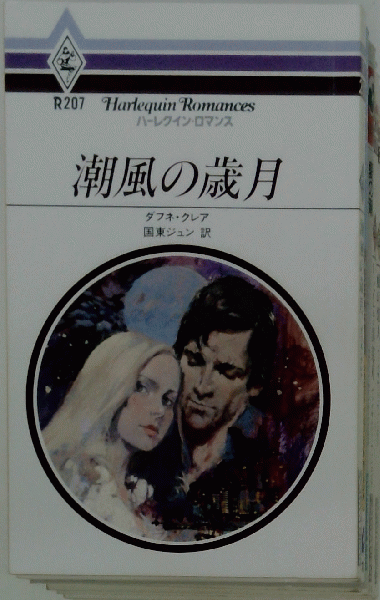 R207
Harlequin Romances
ハーレクイン・ロマンス
潮風の歳月
ダフネ・クレア
国東ジュン 訳